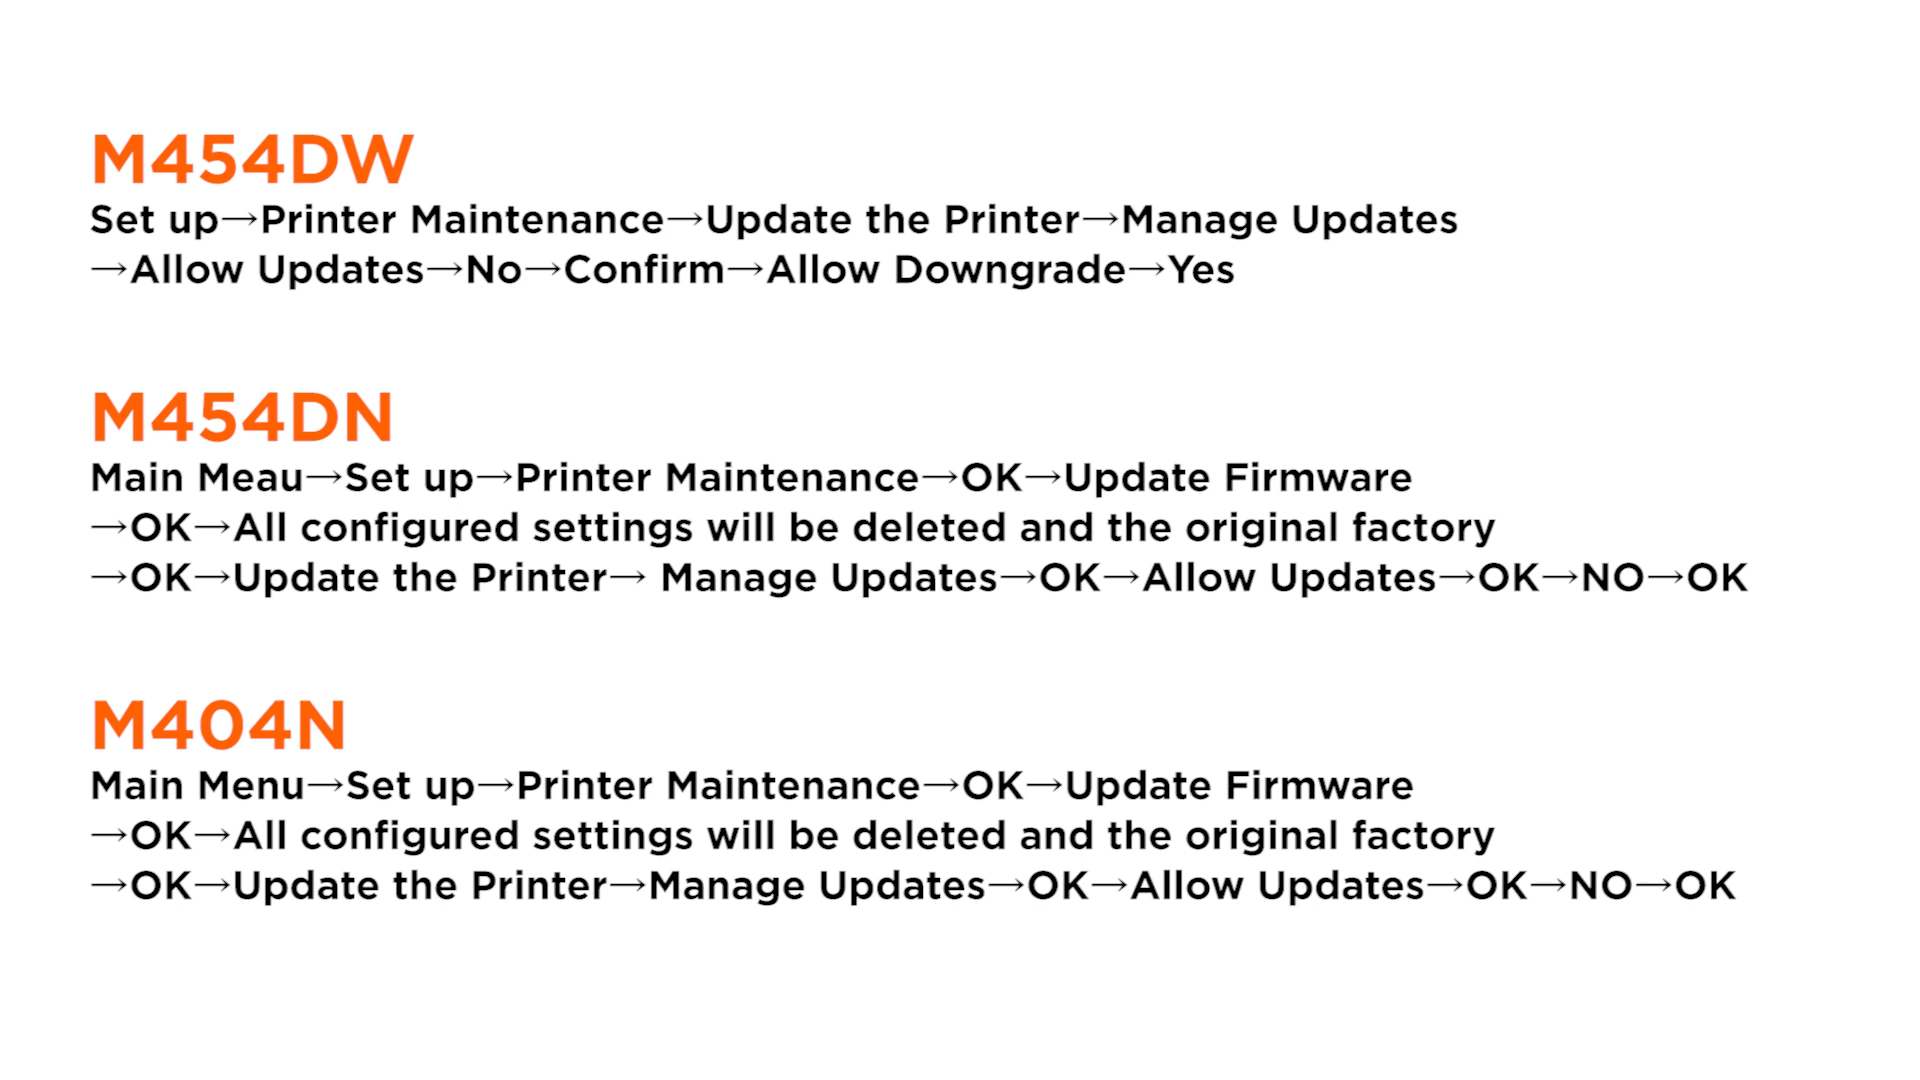 M454DW
Set up→Printer Maintenance→Update the Printer→Manage Updates
→Allow Updates→No→Confirm→Allow Downgrade→Yes
M454DN
Main Meau→Set up→Printer Maintenance→OK→Update Firmware
→OK→All configured settings will be deleted and the original factory
→OK→Update the Printer→ Manage Updates→OK→Allow Updates→OK→NO→OK
M404N
Main Menu→Set up→Printer Maintenance→OK→Update Firmware
→OK→All configured settings will be deleted and the original factory
→OK→Update the Printer→Manage Updates→OK→Allow Updates→OK→NO→OK